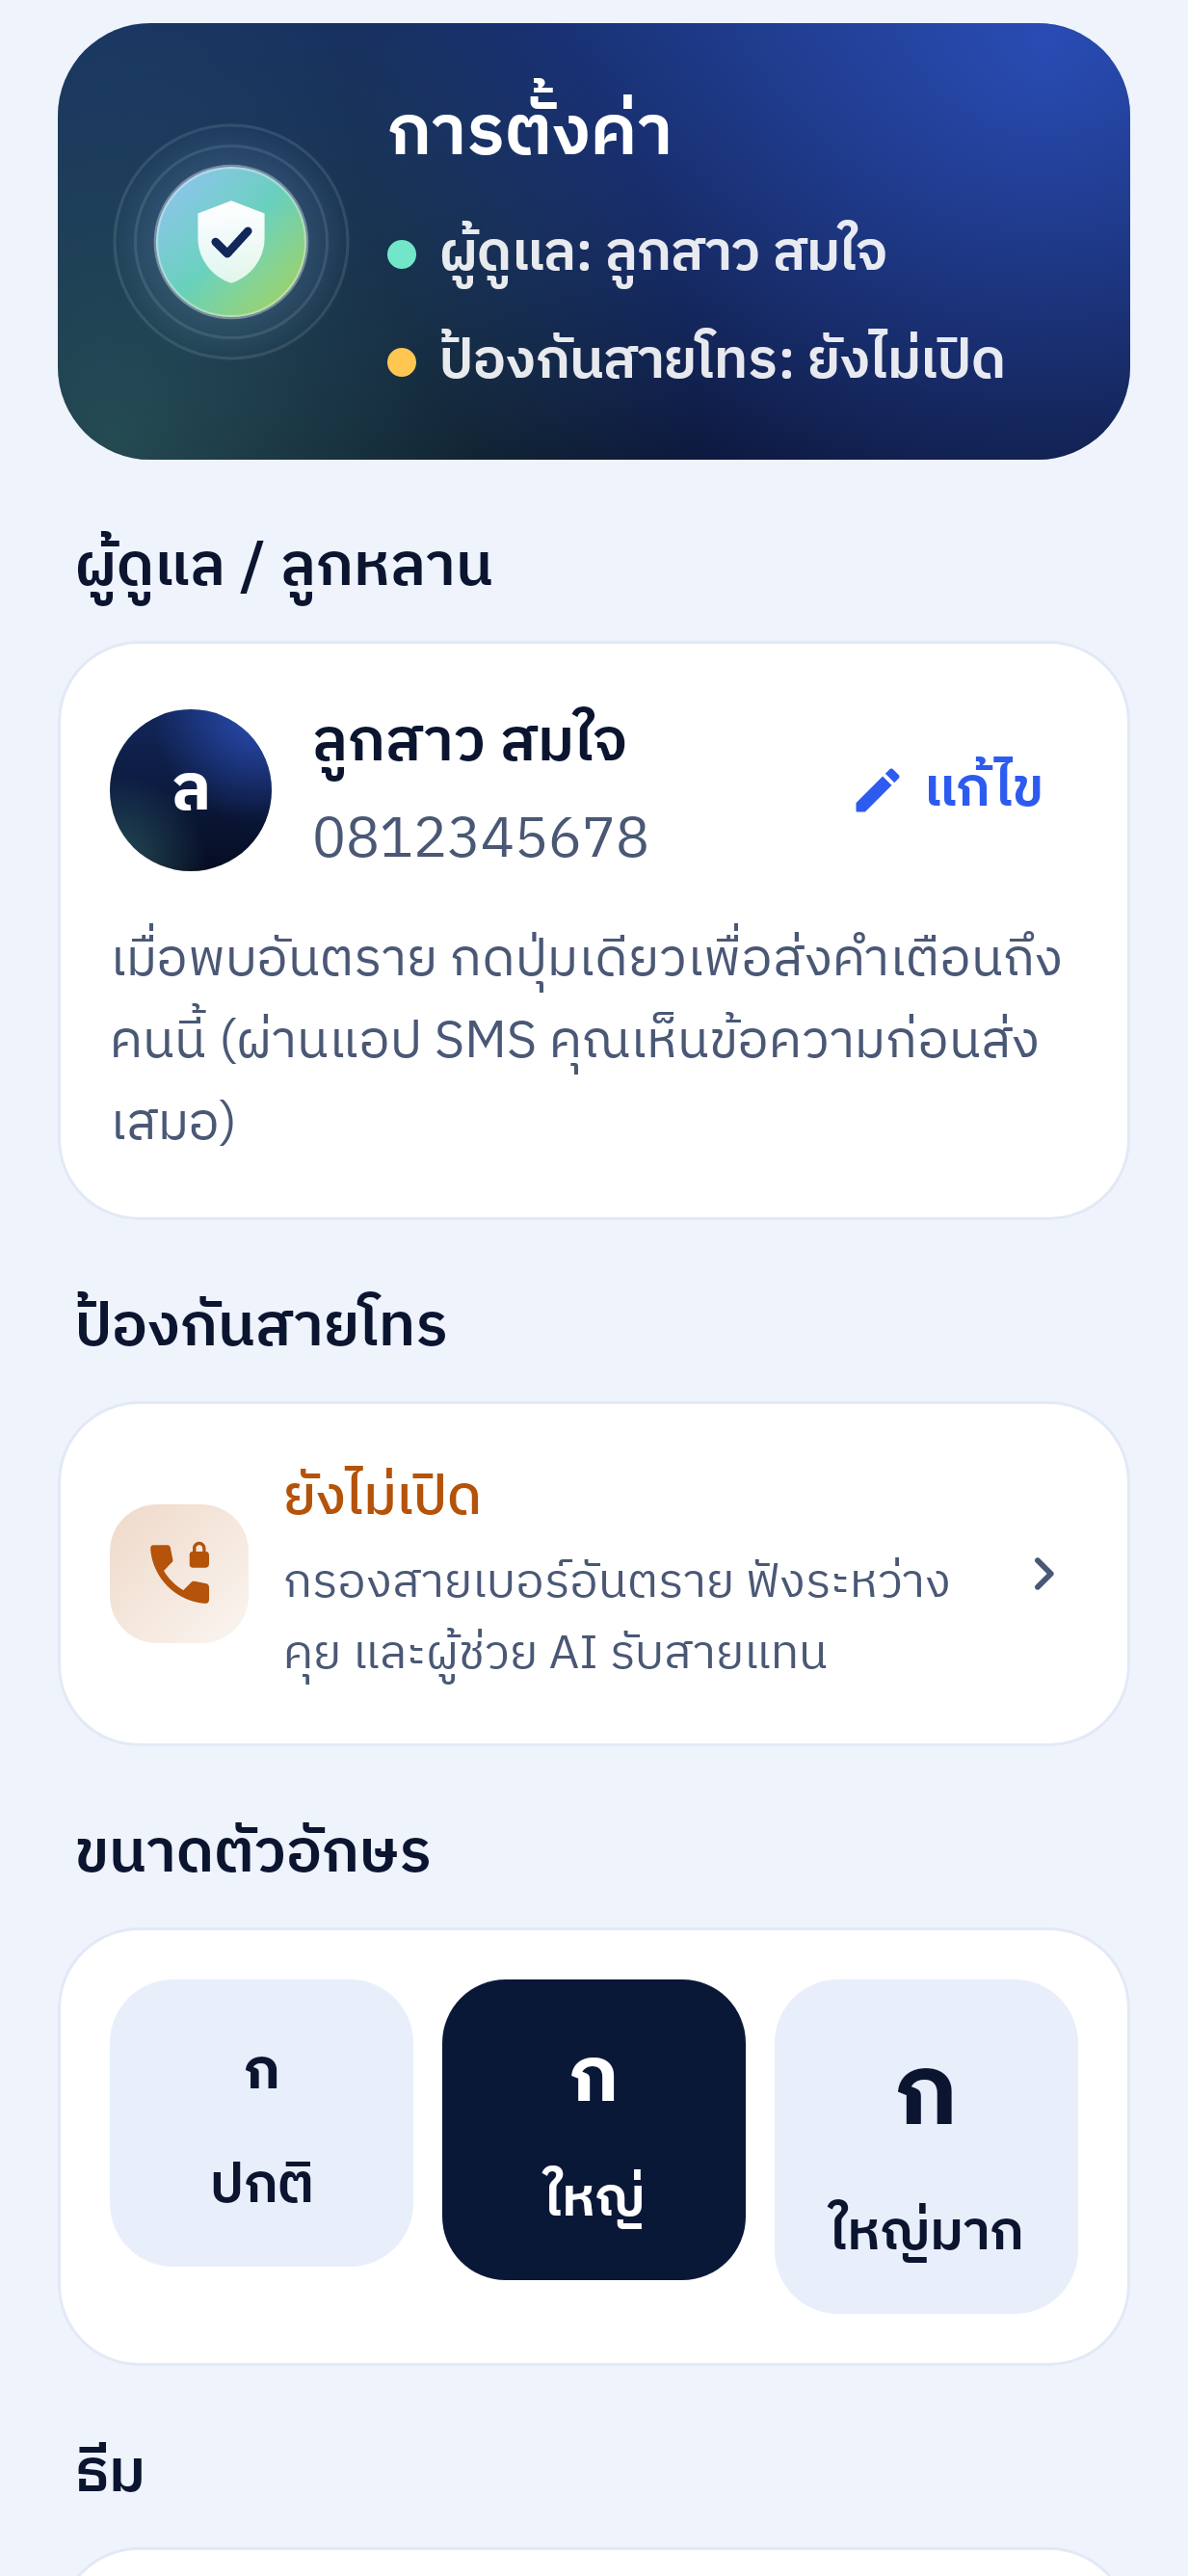 การตั้งค่า
ผู้ดูแล: ลูกสาว สมใจ
ป้องกันสายโทร: ยังไม่เปิด
ผู้ดูแล / ลูกหลาน
ล
ลูกสาว สมใจ
0812345678
แก้ไข
เมื่อพบอันตราย กดปุ่มเดียวเพื่อส่งคำเตือนถึง
คนนี้ (ผ่านแอป SMS คุณเห็นข้อความก่อนส่ง
เสมอ)
ป้องกันสายโทร
ยังไม่เปิด
กรองสายเบอร์อันตราย ฟังระหว่าง
คุย และผู้ช่วย AI รับสายแทน
ขนาดตัวอักษร
ก
ปกติ
ก
ใหญ่
ก
ใหญ่มาก
ธีม